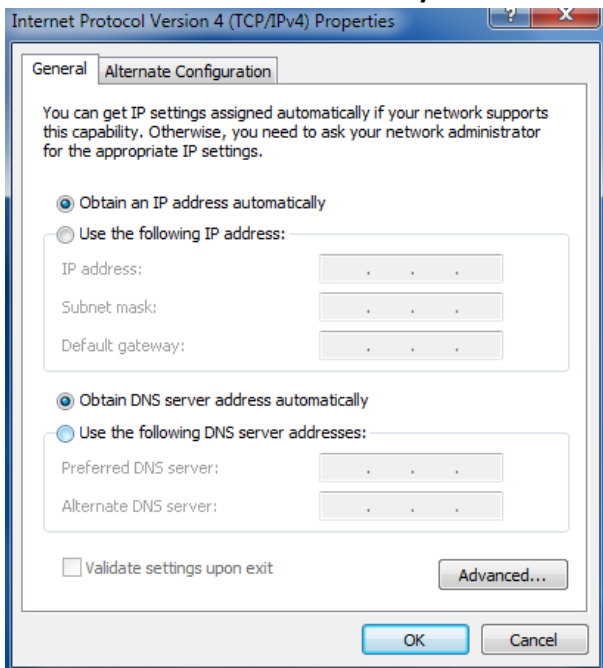 Internet Protocol Version 4 (TCP/IPv4) Properties
? X
General Alternate Configuration
You can get IP settings assigned automatically if your network supports
this capability. Otherwise, you need to ask your network administrator
for the appropriate IP settings.
Obtain an IP address automatically
Use the following IP address:
IP address: . . .
Subnet mask: . . .
Default gateway: . . .
Obtain DNS server address automatically
Use the following DNS server addresses:
Preferred DNS server: . . .
Alternate DNS server: . . .
Validate settings upon exit
Advanced...
OK Cancel